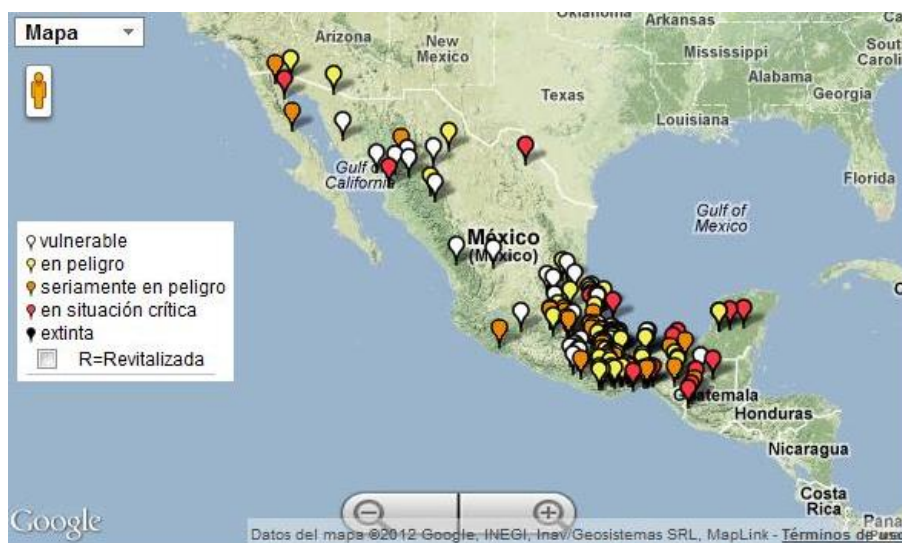 Mapa
Oklahoma
Arkansas
Arizona
New
Mexico
Mississippi
South
Alabama
Texas
Georgia
Louisiana
Gulf of
California
Florida
Gulf of
Mexico
México
(México)
vulnerable
en peligro
seriamente en peligro
en situación crítica
extinta
R=Revitalizada
Guatemala
Honduras
Nicaragua
Costa
Rica
Google
Datos del mapa ©2012 Google, INEGI, Inav/Geosistemas SRL, MapLink - Términos de uso